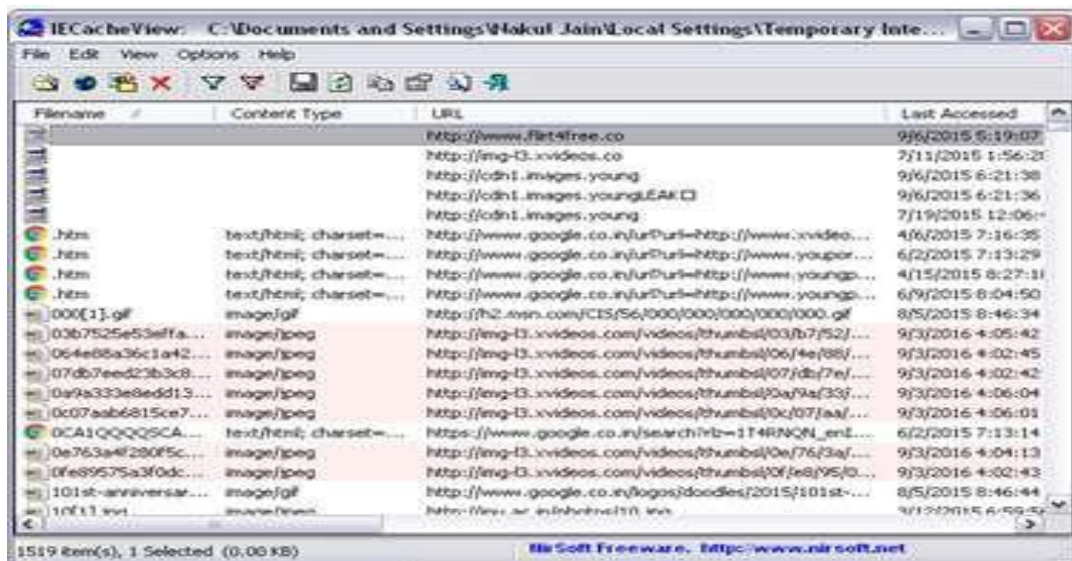 IECacheView: C:\Documents and Settings\Nakul Jain\Local Settings\Temporary Inte...
File Edit View Options Help
Filename / Content Type URL Last Accessed
http://www.flirt4free.co 9/6/2015 5:19:07
http://img-l3.xvideos.co 7/11/2015 1:56:2
http://cdn1.images.young 9/6/2015 6:21:38
http://cdn1.images.youngLEAK□ 9/6/2015 6:21:36
http://cdn1.images.young 7/19/2015 12:06:
.htm text/html; charset=... http://www.google.co.in/url?url=http://www.xvideo... 4/6/2015 7:16:35
.htm text/html; charset=... http://www.google.co.in/url?url=http://www.youpor... 6/2/2015 7:13:29
.htm text/html; charset=... http://www.google.co.in/url?url=http://www.youngp... 4/15/2015 8:27:1
.htm text/html; charset=... http://www.google.co.in/url?url=http://www.youngp... 6/9/2015 8:04:50
000[1].gif image/gif http://h2.msn.com/CIS/56/000/000/000/000/000.gif 8/5/2015 8:46:34
03b7525e53effa... image/jpeg http://img-l3.xvideos.com/videos/thumbsl/03/b7/52/... 9/3/2016 4:05:42
064e88a36c1a42... image/jpeg http://img-l3.xvideos.com/videos/thumbsl/06/4e/88/... 9/3/2016 4:02:45
07db7eed23b3c8... image/jpeg http://img-l3.xvideos.com/videos/thumbsl/07/db/7e/... 9/3/2016 4:02:42
0a9a333e8edd13... image/jpeg http://img-l3.xvideos.com/videos/thumbsl/0a/9a/33/... 9/3/2016 4:06:04
0c07aab6815ce7... image/jpeg http://img-l3.xvideos.com/videos/thumbsl/0c/07/aa/... 9/3/2016 4:06:01
0CA1QQQQSCA... text/html; charset=... https://www.google.co.in/search?rlz=1T4RNQN_enI... 6/2/2015 7:13:14
0e763a4f280f5c... image/jpeg http://img-l3.xvideos.com/videos/thumbsl/0e/76/3a/... 9/3/2016 4:04:13
0fe89575a3f0dc... image/jpeg http://img-l3.xvideos.com/videos/thumbsl/0f/e8/95/0... 9/3/2016 4:02:43
101st-anniversar... image/gif http://www.google.co.in/logos/doodles/2015/101st-... 8/5/2015 8:46:44
1519 item(s), 1 Selected (0.00 KB) NirSoft Freeware. http://www.nirsoft.net